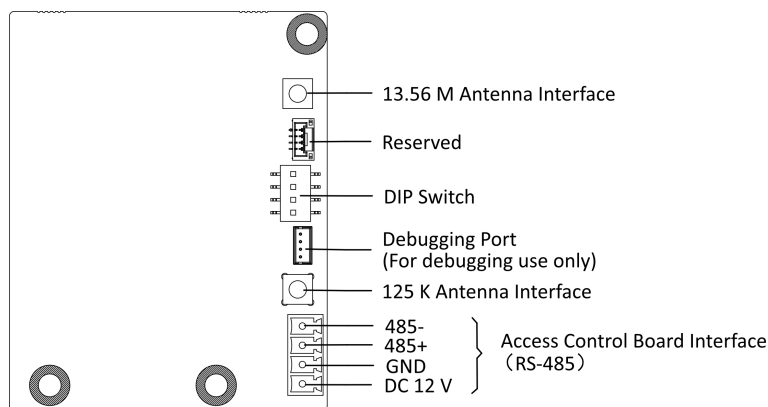 13.56 M Antenna Interface
Reserved
DIP Switch
Debugging Port
(For debugging use only)
125 K Antenna Interface
485-
485+
GND
DC 12 V
Access Control Board Interface
（RS-485）